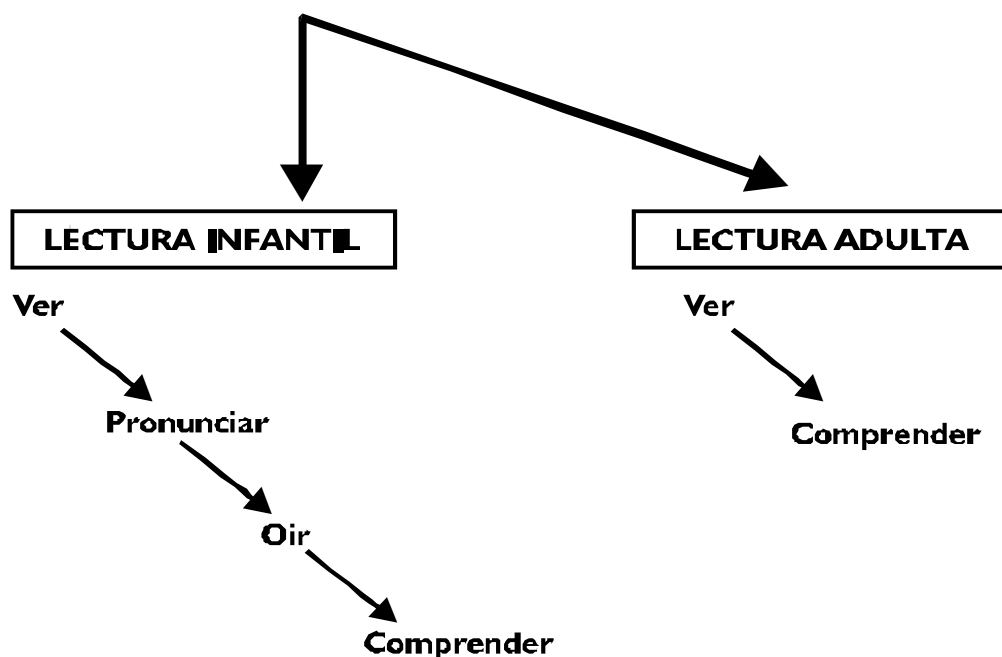 LECTURA INFANTIL
Ver
Pronunciar
Oir
Comprender
LECTURA ADULTA
Ver
Comprender